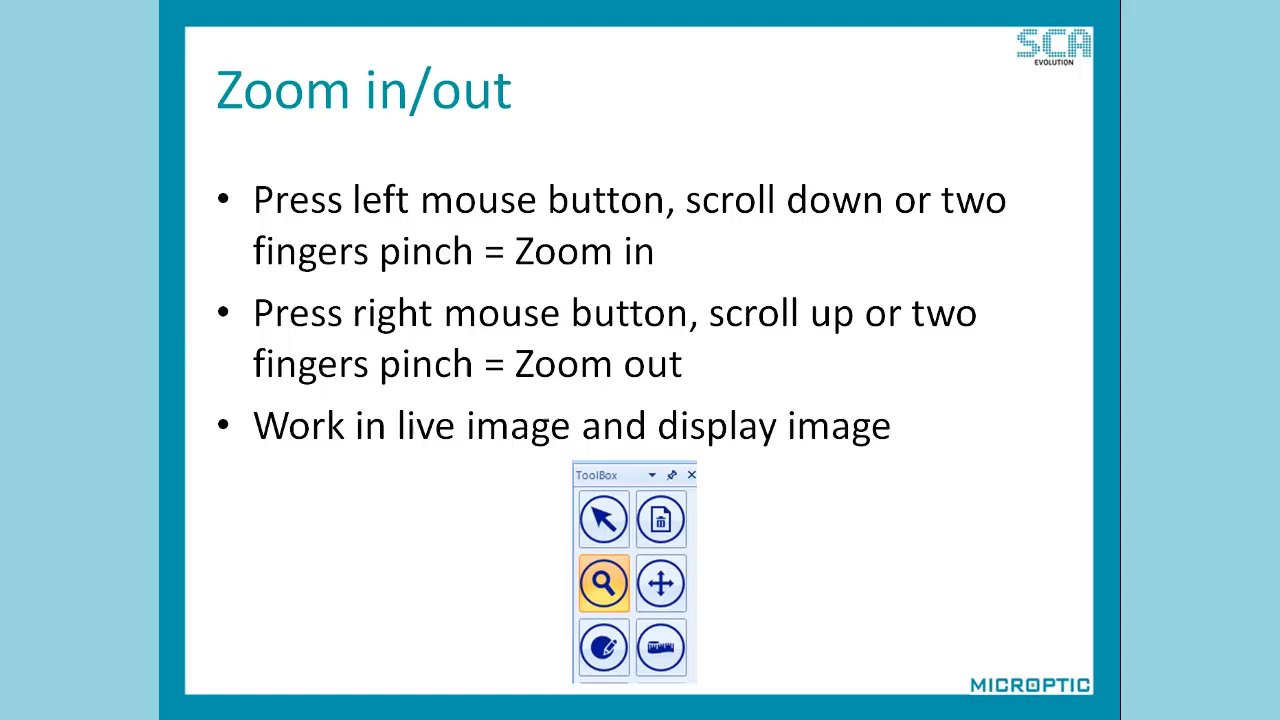 SCA
EVOLUTION
Zoom in/out
• Press left mouse button, scroll down or two
fingers pinch = Zoom in
• Press right mouse button, scroll up or two
fingers pinch = Zoom out
• Work in live image and display image
ToolBox
MICROPTIC